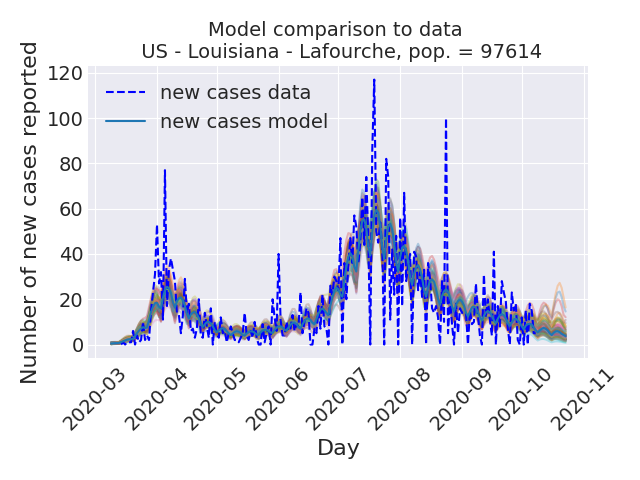 Model comparison to data
US - Louisiana - Lafourche, pop. = 97614
Number of new cases reported
120
100
80
60
40
20
0
new cases data
new cases model
2020-03
2020-04
2020-05
2020-06
2020-07
2020-08
2020-09
2020-10
2020-11
Day